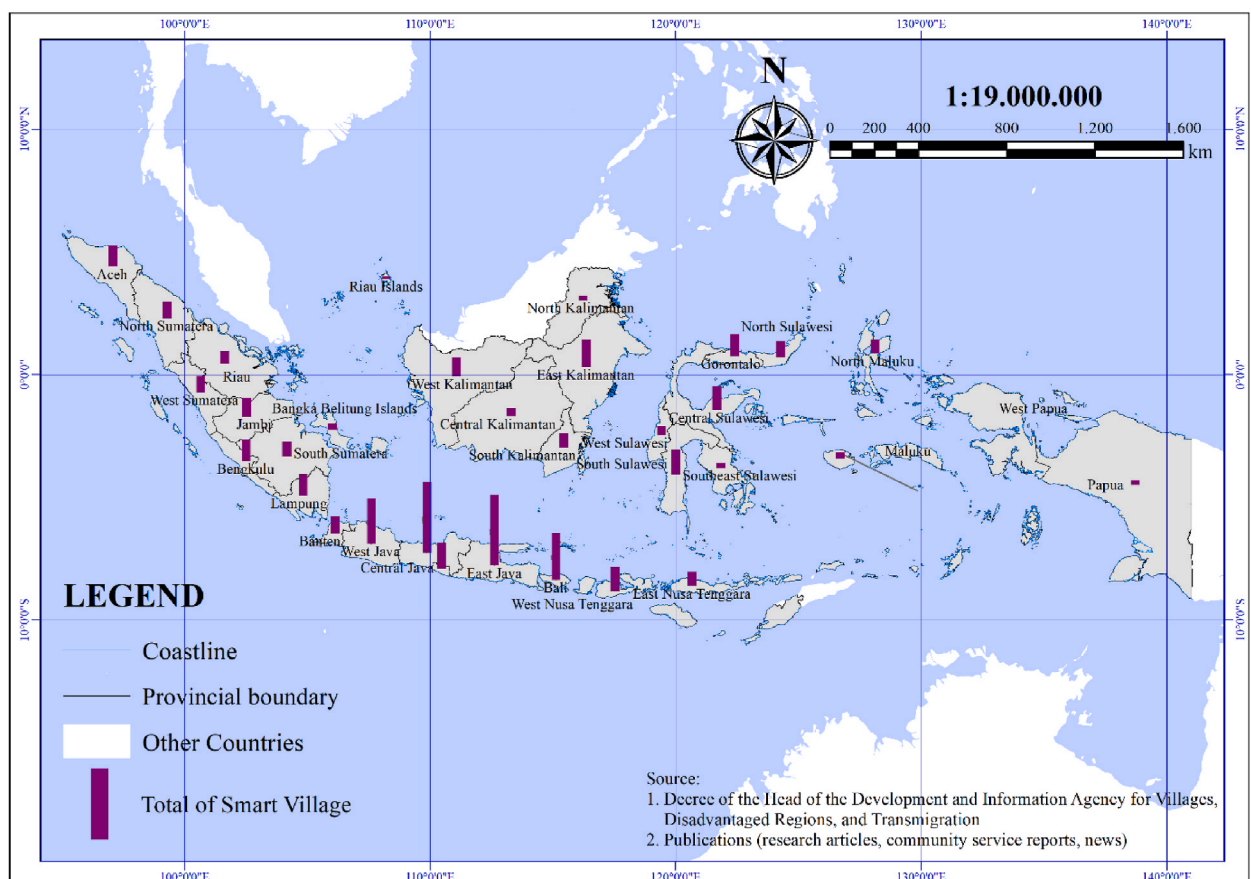 100°0'0"E 110°0'0"E 120°0'0"E 130°0'0"E 140°0'0"E
N
1:19.000.000
0 200 400 800 1.200 1.600
km
10°0'0"N 10°0'0"N
Aceh
Riau Islands
North Kalimantan
North Sumatera
North Sulawesi
Gorontalo
North Maluku
0°0'0" 0°0'0"
Riau
West Kalimantan
East Kalimantan
West Sumatera
Bangka Belitung Islands
West Papua
Jambi
Central Kalimantan
Central Sulawesi
West Sulawesi
South Sumatera
South Kalimantan
Maluku
Bengkulu
South Sulawesi
Southeast Sulawesi
Papua
Lampung
Banten
West Java
Central Java
East Java
Bali
West Nusa Tenggara
East Nusa Tenggara
10°0'0"S 10°0'0"S
LEGEND
Coastline
Provincial boundary
Other Countries
Total of Smart Village
Source:
1. Decree of the Head of the Development and Information Agency for Villages,
Disadvantaged Regions, and Transmigration
2. Publications (research articles, community service reports, news)
100°0'0"E 110°0'0"E 120°0'0"E 130°0'0"E 140°0'0"E